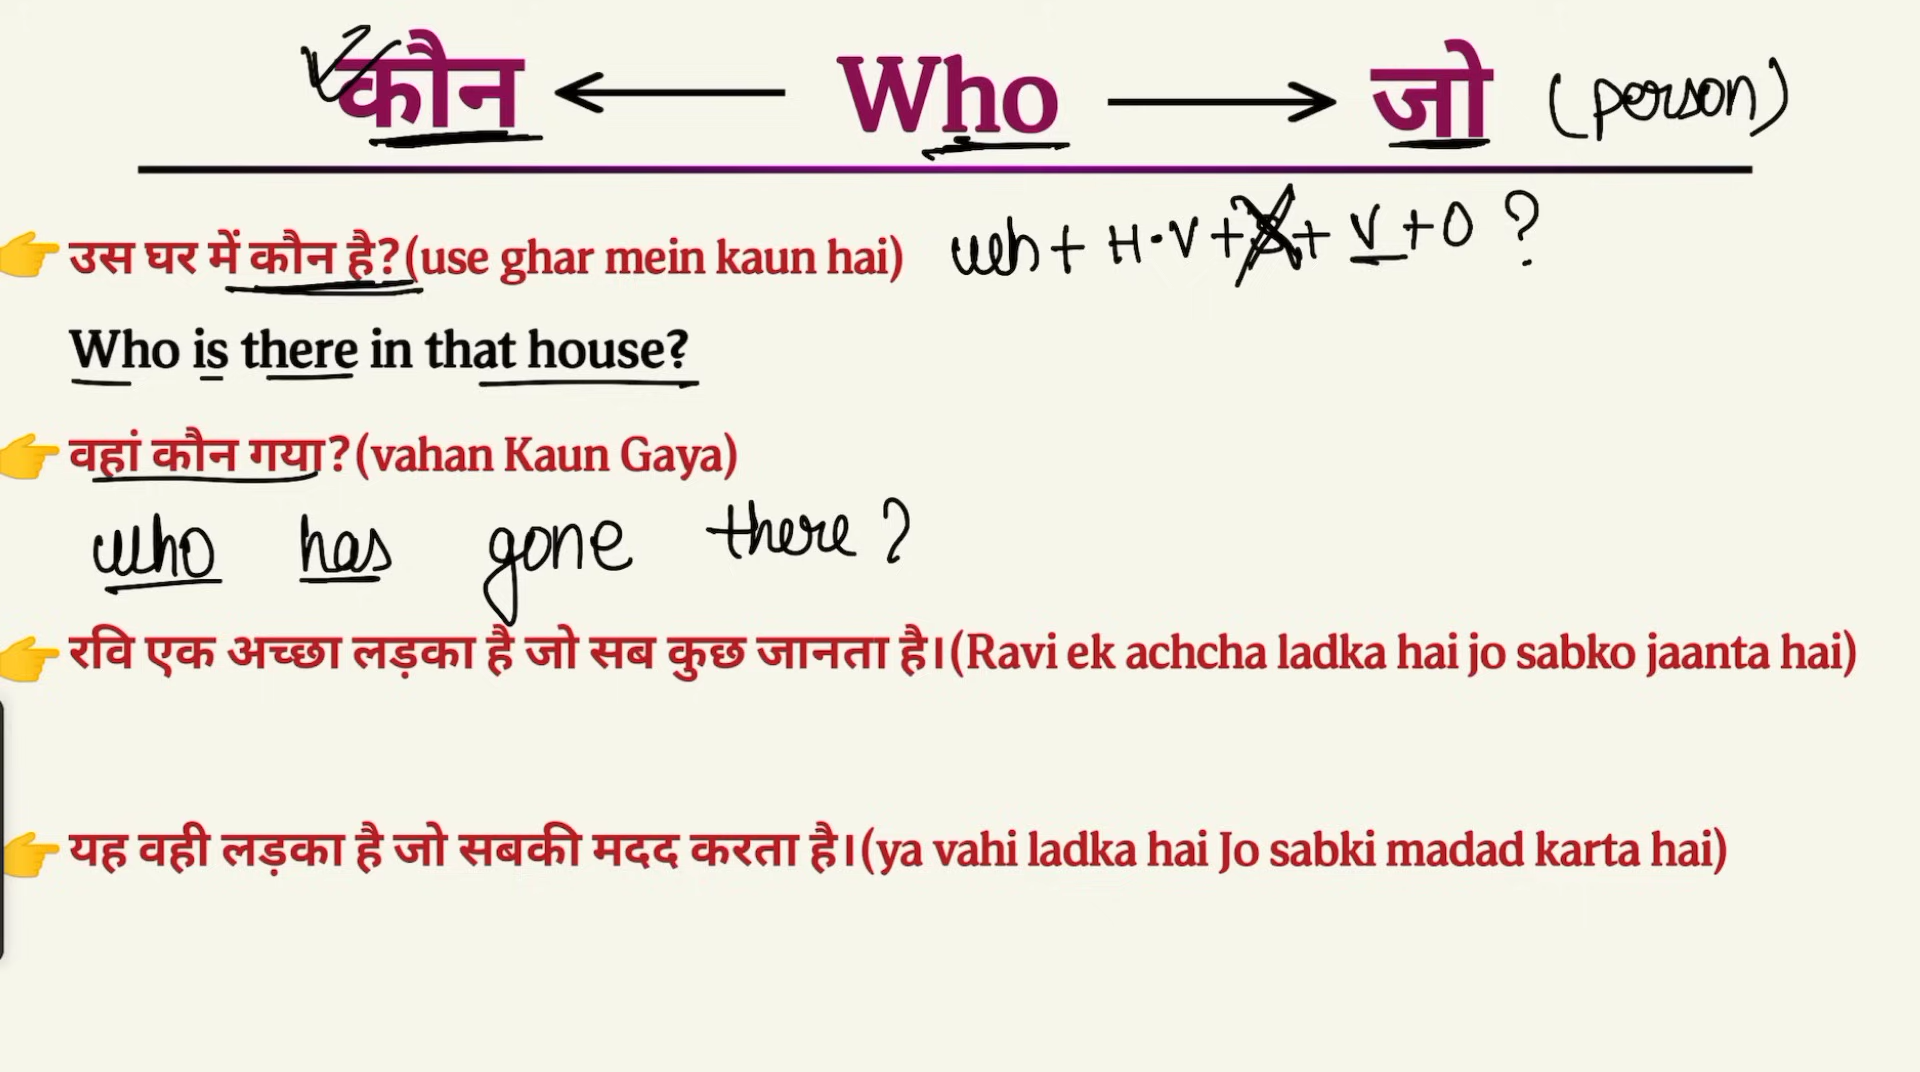 कौन ← Who → जो (person)
👉 उस घर में कौन है?(use ghar mein kaun hai) wh + H.V + S + V + O ?
Who is there in that house?
👉 वहां कौन गया?(vahan Kaun Gaya)
who has gone there?
👉 रवि एक अच्छा लड़का है जो सब कुछ जानता है।(Ravi ek achcha ladka hai jo sabko jaanta hai)
👉 यह वही लड़का है जो सबकी मदद करता है।(ya vahi ladka hai Jo sabki madad karta hai)